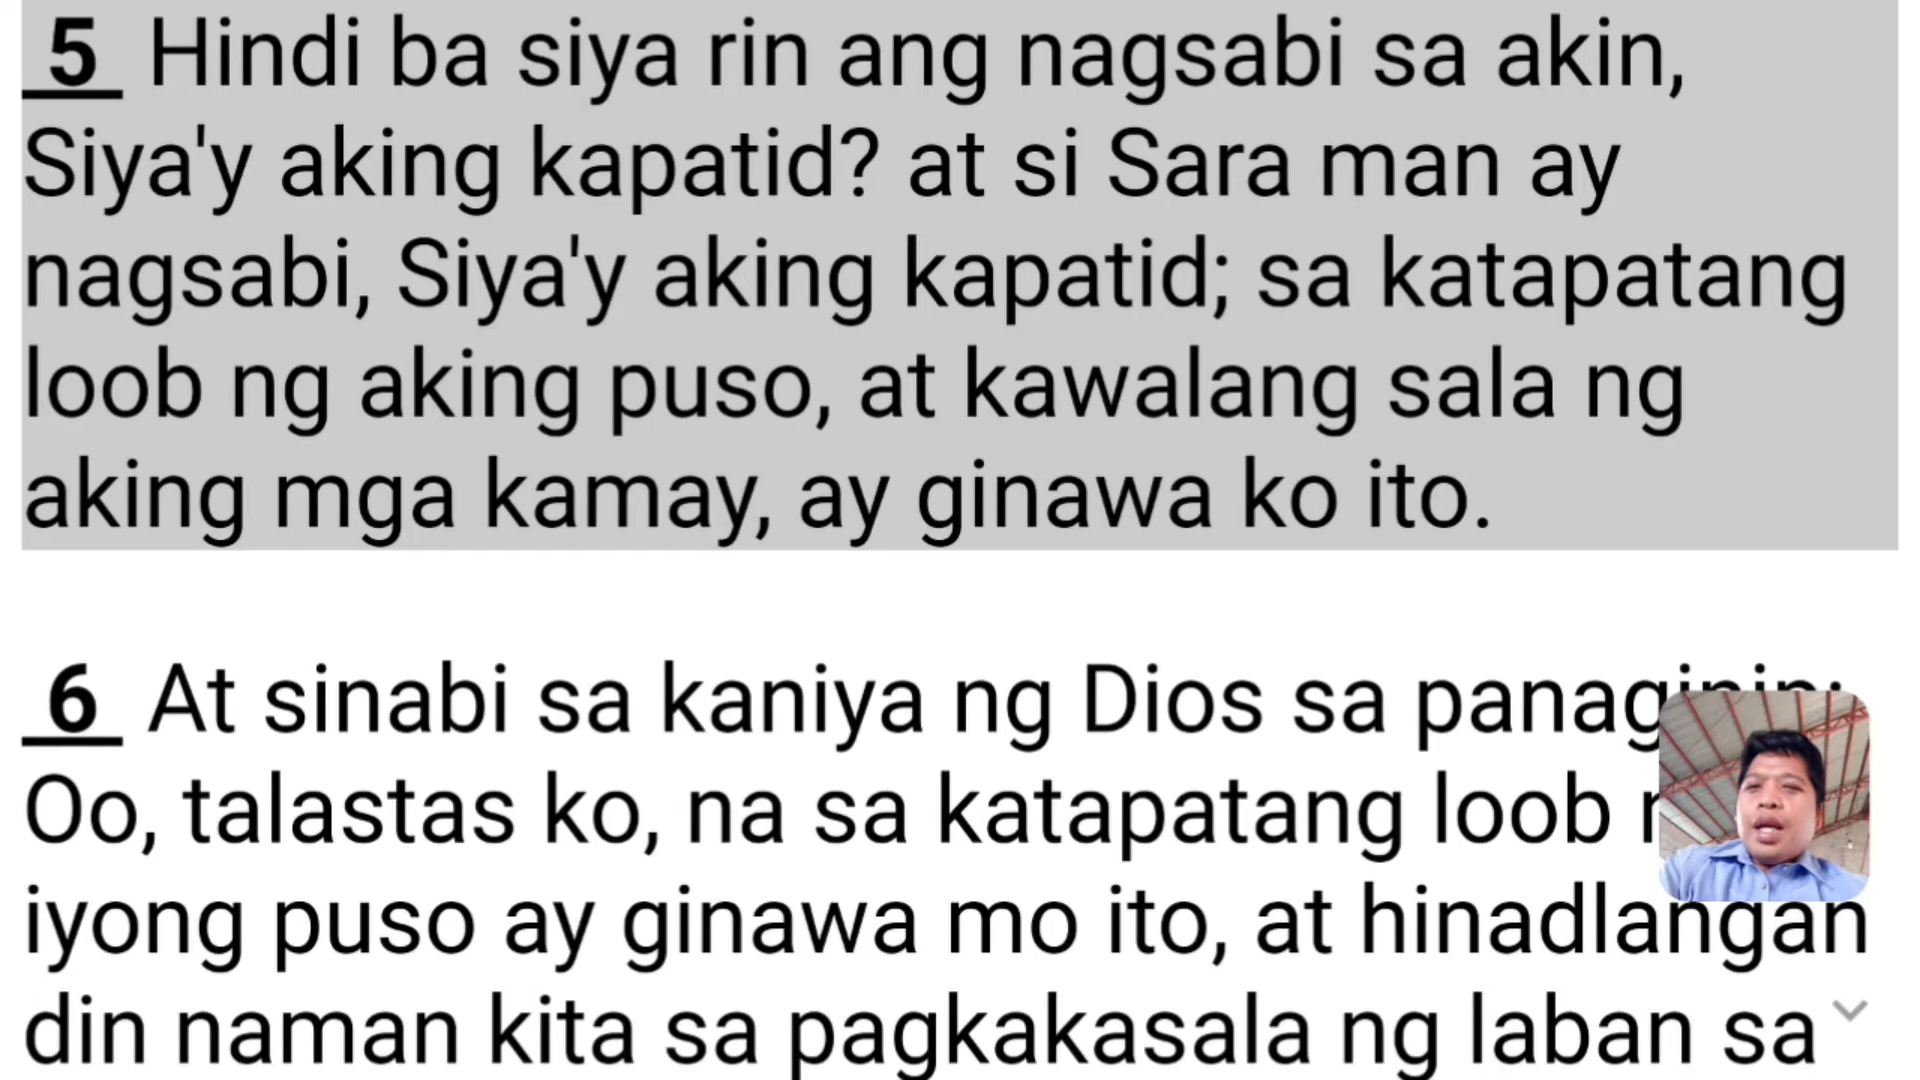 5 Hindi ba siya rin ang nagsabi sa akin,
Siya'y aking kapatid? at si Sara man ay
nagsabi, Siya'y aking kapatid; sa katapatang
loob ng aking puso, at kawalang sala ng
aking mga kamay, ay ginawa ko ito.
6 At sinabi sa kaniya ng Dios sa panaginip:
Oo, talastas ko, na sa katapatang loob
iyong puso ay ginawa mo ito, at hinadlangan
din naman kita sa pagkakasala ng laban sa